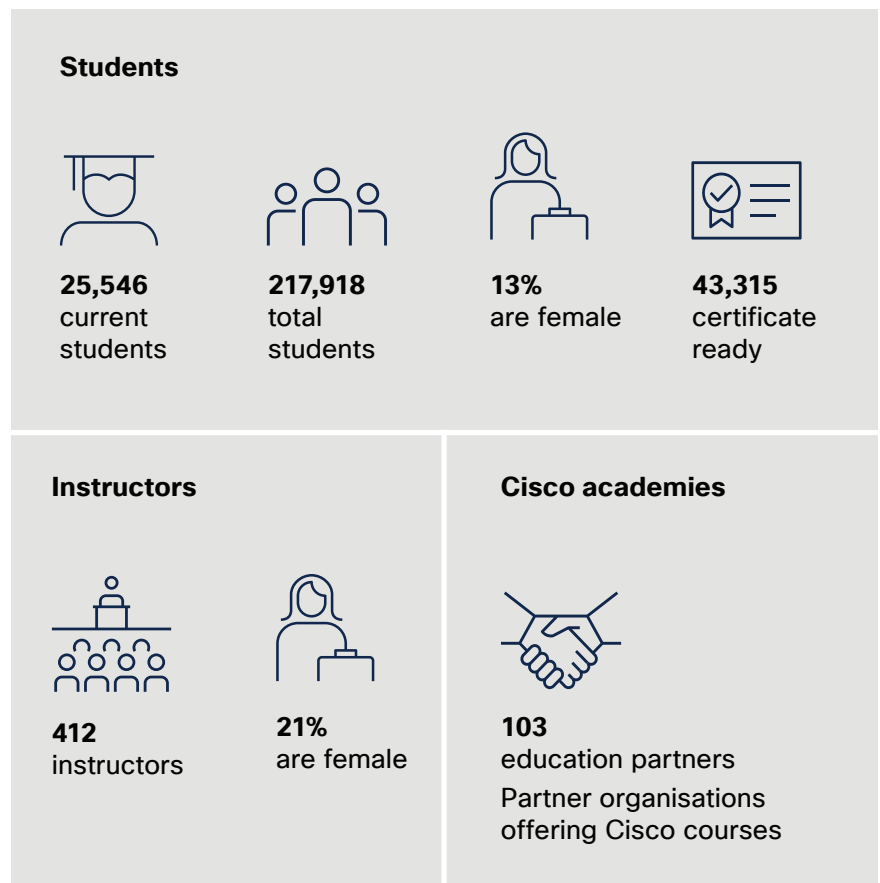 Students
25,546
current
students
217,918
total
students
13%
are female
43,315
certificate
ready
Instructors
412
instructors
21%
are female
Cisco academies
103
education partners
Partner organisations
offering Cisco courses